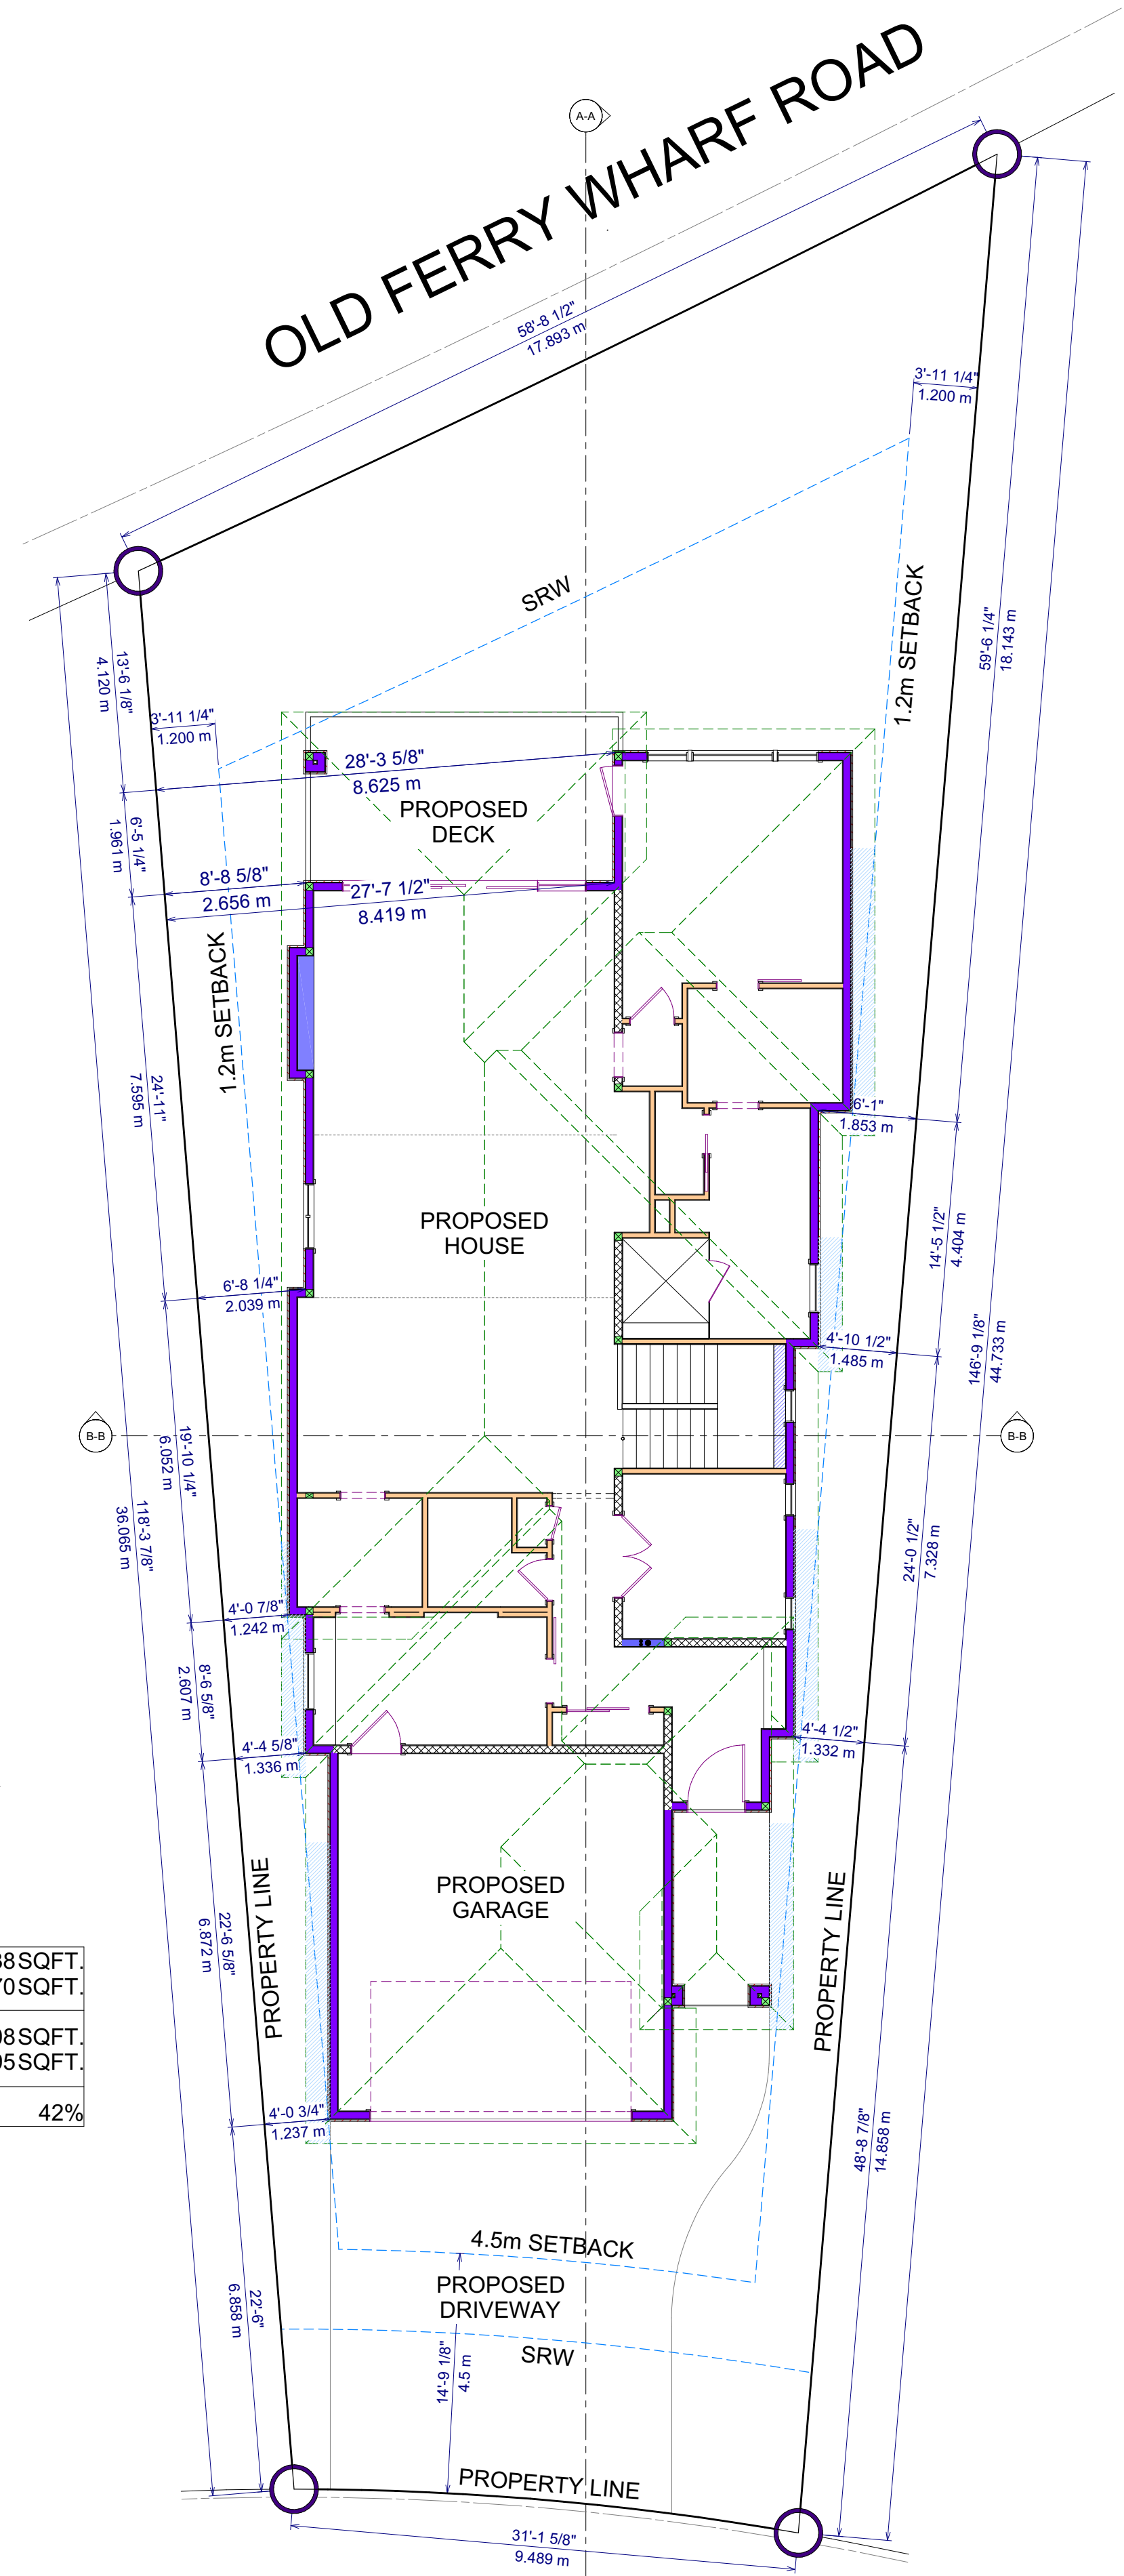 OLD FERRY WHARF ROAD
A-A
58'-8 1/2"
17.893 m
3'-11 1/4"
1.200 m
SRW
1.2m SETBACK
59'-6 1/4"
18.143 m
13'-6 1/8"
4.120 m
3'-11 1/4"
1.200 m
28'-3 5/8"
8.625 m
PROPOSED
DECK
6'-5 1/4"
1.961 m
8'-8 5/8"
2.656 m
27'-7 1/2"
8.419 m
1.2m SETBACK
24'-11"
7.595 m
6'-1"
1.853 m
PROPOSED
HOUSE
14'-5 1/2"
4.404 m
6'-8 1/4"
2.039 m
4'-10 1/2"
1.485 m
146'-9 1/8"
44.733 m
B-B
B-B
19'-10 1/4"
6.052 m
118'-3 7/8"
36.065 m
24'-0 1/2"
7.328 m
4'-0 7/8"
1.242 m
8'-6 5/8"
2.607 m
4'-4 5/8"
1.336 m
4'-4 1/2"
1.332 m
PROPERTY LINE
PROPOSED
GARAGE
PROPERTY LINE
22'-6 5/8"
6.872 m
SQFT.
SQFT.
SQFT.
SQFT.
42%
4'-0 3/4"
1.237 m
48'-8 7/8"
14.858 m
4.5m SETBACK
PROPOSED
DRIVEWAY
22'-6"
6.858 m
SRW
14'-9 1/8"
4.5 m
PROPERTY LINE
31'-1 5/8"
9.489 m